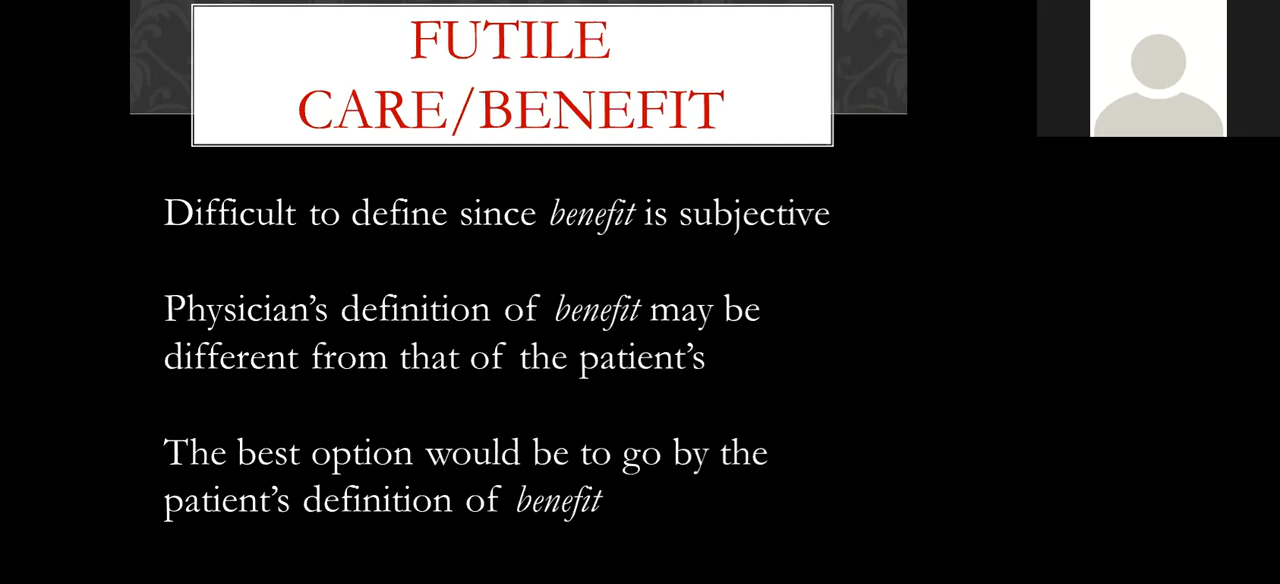 FUTILE
CARE/BENEFIT
Difficult to define since benefit is subjective
Physician’s definition of benefit may be
different from that of the patient’s
The best option would be to go by the
patient’s definition of benefit